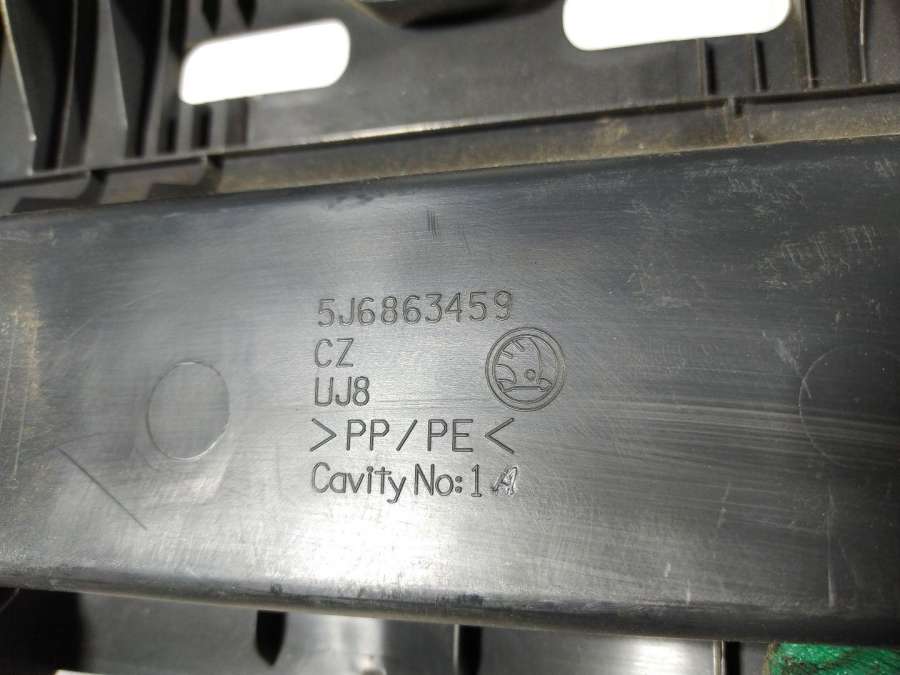 5J6863459
CZ
UJ8
>PP/PE<
Cavity No:1A